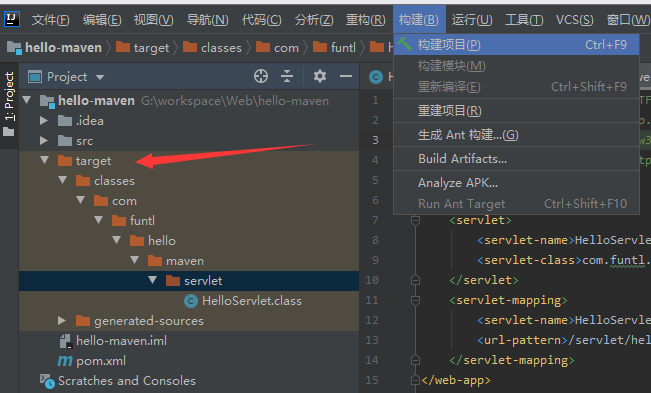 文件(F) 编辑(E) 视图(V) 导航(N) 代码(C) 分析(Z) 重构(R) 构建(B) 运行(U) 工具(T) VCS(S) 窗口(W)
hello-maven target classes com funtl
Project
1: Project
hello-maven G:\workspace\Web\hello-maven
.idea
src
target
classes
com
funtl
hello
maven
servlet
HelloServlet.class
generated-sources
hello-maven.iml
pom.xml
Scratches and Consoles
构建项目(P) Ctrl+F9
构建模块(M)
重新编译(E) Ctrl+Shift+F9
重建项目(R)
生成 Ant 构建...(G)
Build Artifacts...
Analyze APK...
Run Ant Target Ctrl+Shift+F10
1
2
3
4
7 <servlet>
8 <servlet-name>HelloServle
9 <servlet-class>com.funtl.
10 </servlet>
11 <servlet-mapping>
12 <servlet-name>HelloServle
13 <url-pattern>/servlet/hel
14 </servlet-mapping>
15 </web-app>